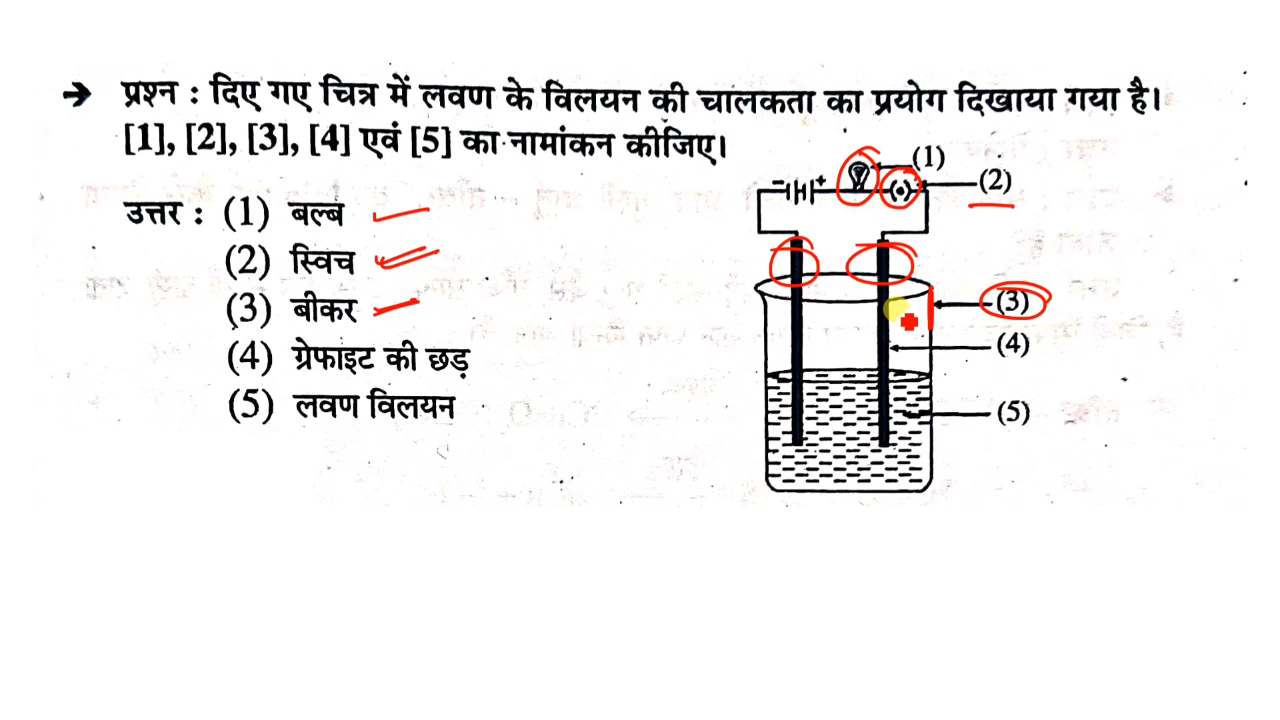 → प्रश्न : दिए गए चित्र में लवण के विलयन की चालकता का प्रयोग दिखाया गया है।
[1], [2], [3], [4] एवं [5] का नामांकन कीजिए।
उत्तर : (1) बल्ब
(2) स्विच
(3) बीकर
(4) ग्रेफाइट की छड़
(5) लवण विलयन
(1)
− +
(2)
(3)
(4)
(5)